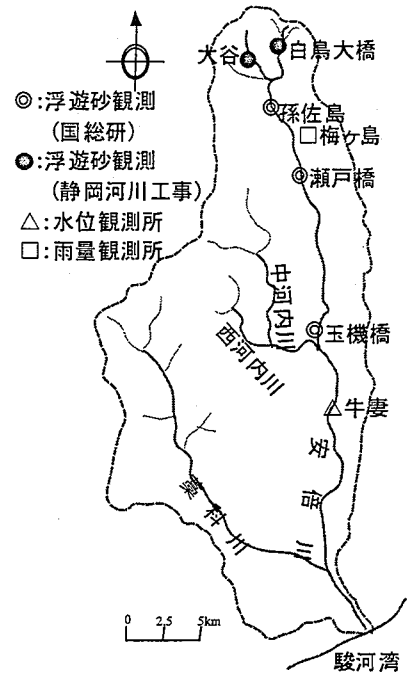 大谷
白鳥大橋
◎:浮遊砂観測
(国総研)
孫佐島
□梅ヶ島
●:浮遊砂観測
(静岡河川工事)
瀬戸橋
△:水位観測所
□:雨量観測所
中河内川
玉機橋
西河内川
牛妻
安倍川
藁科川
0 2.5 5km
駿河湾